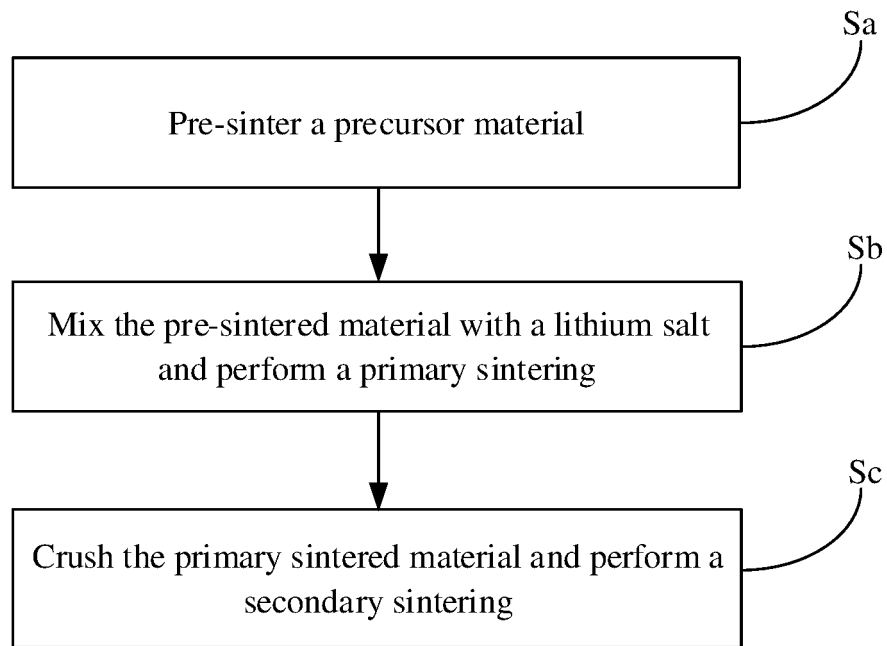 Sa
Pre-sinter a precursor material
Sb
Mix the pre-sintered material with a lithium salt
and perform a primary sintering
Sc
Crush the primary sintered material and perform a
secondary sintering